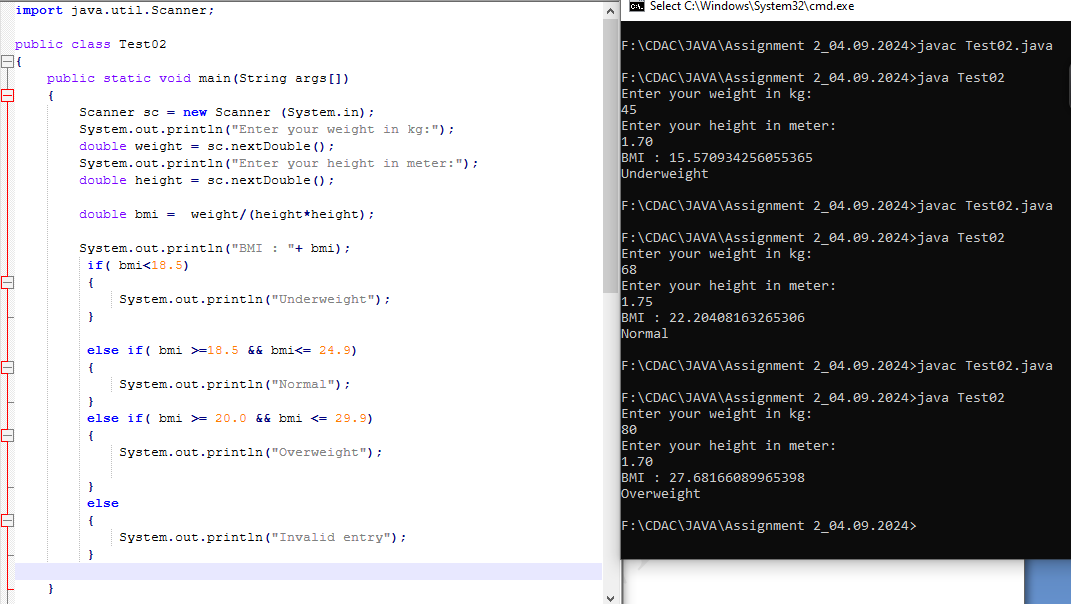 import java.util.Scanner;
public class Test02
{
public static void main(String args[])
{
Scanner sc = new Scanner (System.in);
System.out.println("Enter your weight in kg:");
double weight = sc.nextDouble();
System.out.println("Enter your height in meter:");
double height = sc.nextDouble();
double bmi =  weight/(height*height);
System.out.println("BMI : "+ bmi);
if( bmi<18.5)
{
System.out.println("Underweight");
}
else if( bmi >=18.5 && bmi<= 24.9)
{
System.out.println("Normal");
}
else if( bmi >= 20.0 && bmi <= 29.9)
{
System.out.println("Overweight");
}
else
{
System.out.println("Invalid entry");
}
}
Select C:\Windows\System32\cmd.exe
F:\CDAC\JAVA\Assignment 2_04.09.2024>javac Test02.java
F:\CDAC\JAVA\Assignment 2_04.09.2024>java Test02
Enter your weight in kg:
45
Enter your height in meter:
1.70
BMI : 15.570934256055365
Underweight
F:\CDAC\JAVA\Assignment 2_04.09.2024>javac Test02.java
F:\CDAC\JAVA\Assignment 2_04.09.2024>java Test02
Enter your weight in kg:
68
Enter your height in meter:
1.75
BMI : 22.20408163265306
Normal
F:\CDAC\JAVA\Assignment 2_04.09.2024>javac Test02.java
F:\CDAC\JAVA\Assignment 2_04.09.2024>java Test02
Enter your weight in kg:
80
Enter your height in meter:
1.70
BMI : 27.68166089965398
Overweight
F:\CDAC\JAVA\Assignment 2_04.09.2024>